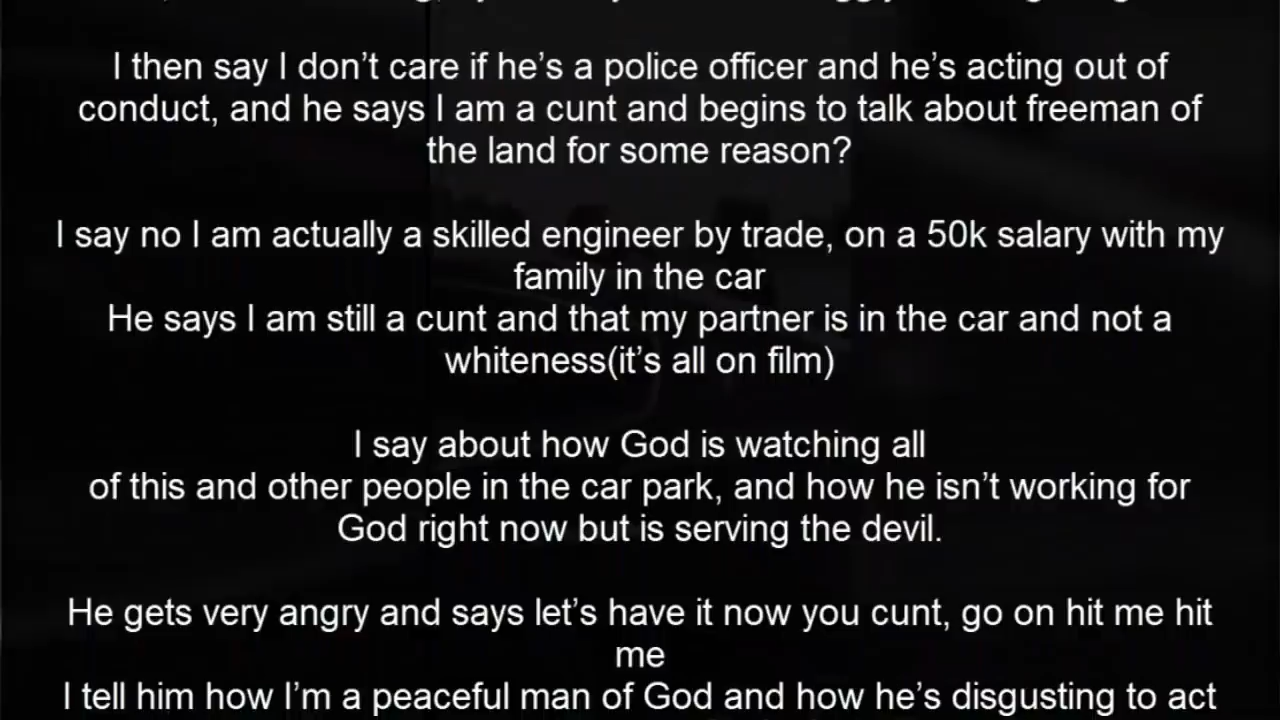 I then say I don't care if he's a police officer and he's acting out of
conduct, and he says I am a cunt and begins to talk about freeman of
the land for some reason?
I say no I am actually a skilled engineer by trade, on a 50k salary with my
family in the car
He says I am still a cunt and that my partner is in the car and not a
whiteness(it's all on film)
I say about how God is watching all
of this and other people in the car park, and how he isn't working for
God right now but is serving the devil.
He gets very angry and says let's have it now you cunt, go on hit me hit
me
I tell him how I'm a peaceful man of God and how he's disgusting to act